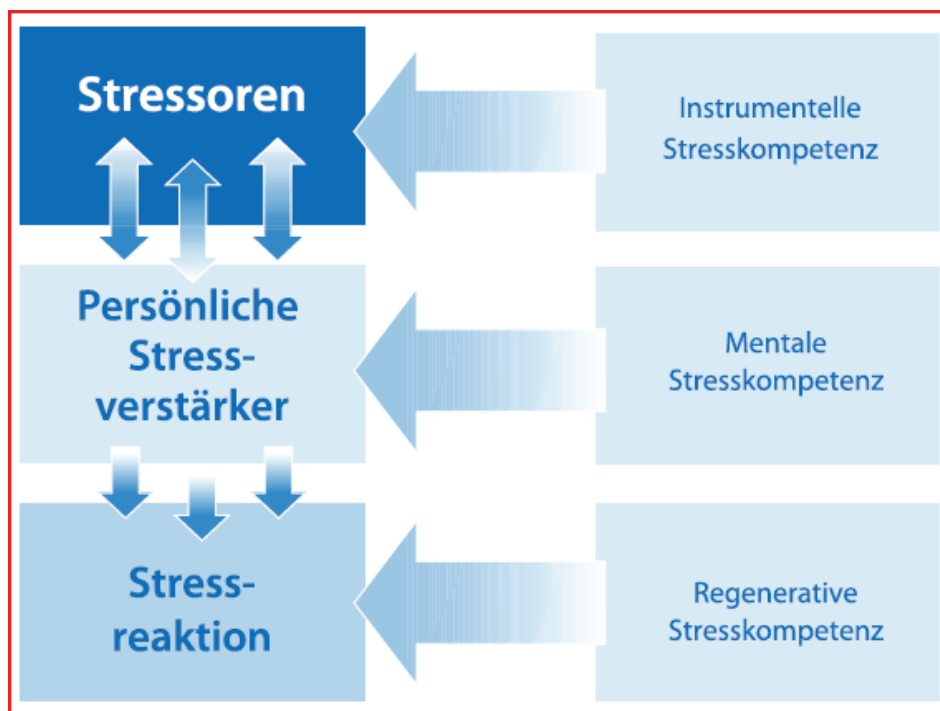 Stressoren
Instrumentelle
Stresskompetenz
Persönliche
Stress-
verstärker
Mentale
Stresskompetenz
Stress-
reaktion
Regenerative
Stresskompetenz